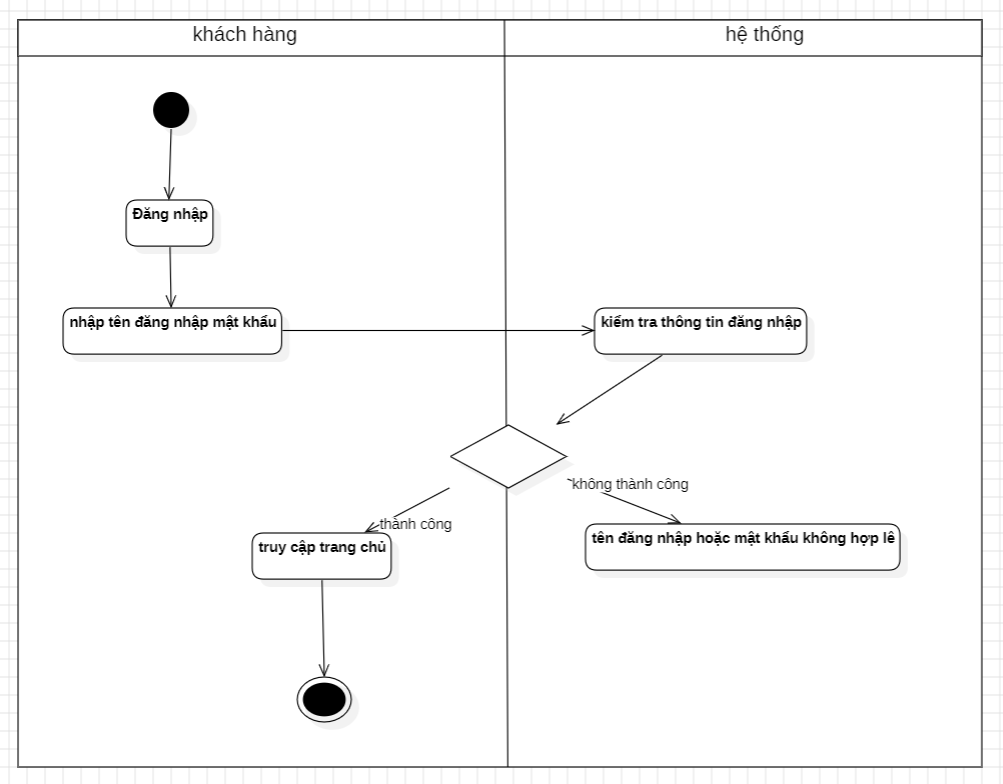 khách hàng
hệ thống
Đăng nhập
nhập tên đăng nhập mật khẩu
kiểm tra thông tin đăng nhập
không thành công
thành công
tên đăng nhập hoặc mật khẩu không hợp lê
truy cập trang chủ